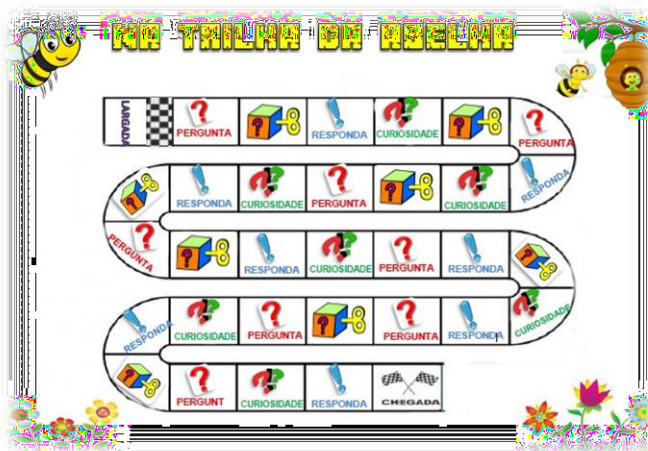 NA TRILHA DA ABELHA
LARGADA PERGUNTA RESPONDA CURIOSIDADE PERGUNTA
RESPONDA CURIOSIDADE PERGUNTA CURIOSIDADE RESPONDA
PERGUNTA RESPONDA CURIOSIDADE PERGUNTA RESPONDA
RESPONDA CURIOSIDADE PERGUNTA PERGUNTA RESPONDA CURIOSIDADE
PERGUNT CURIOSIDADE RESPONDA CHEGADA